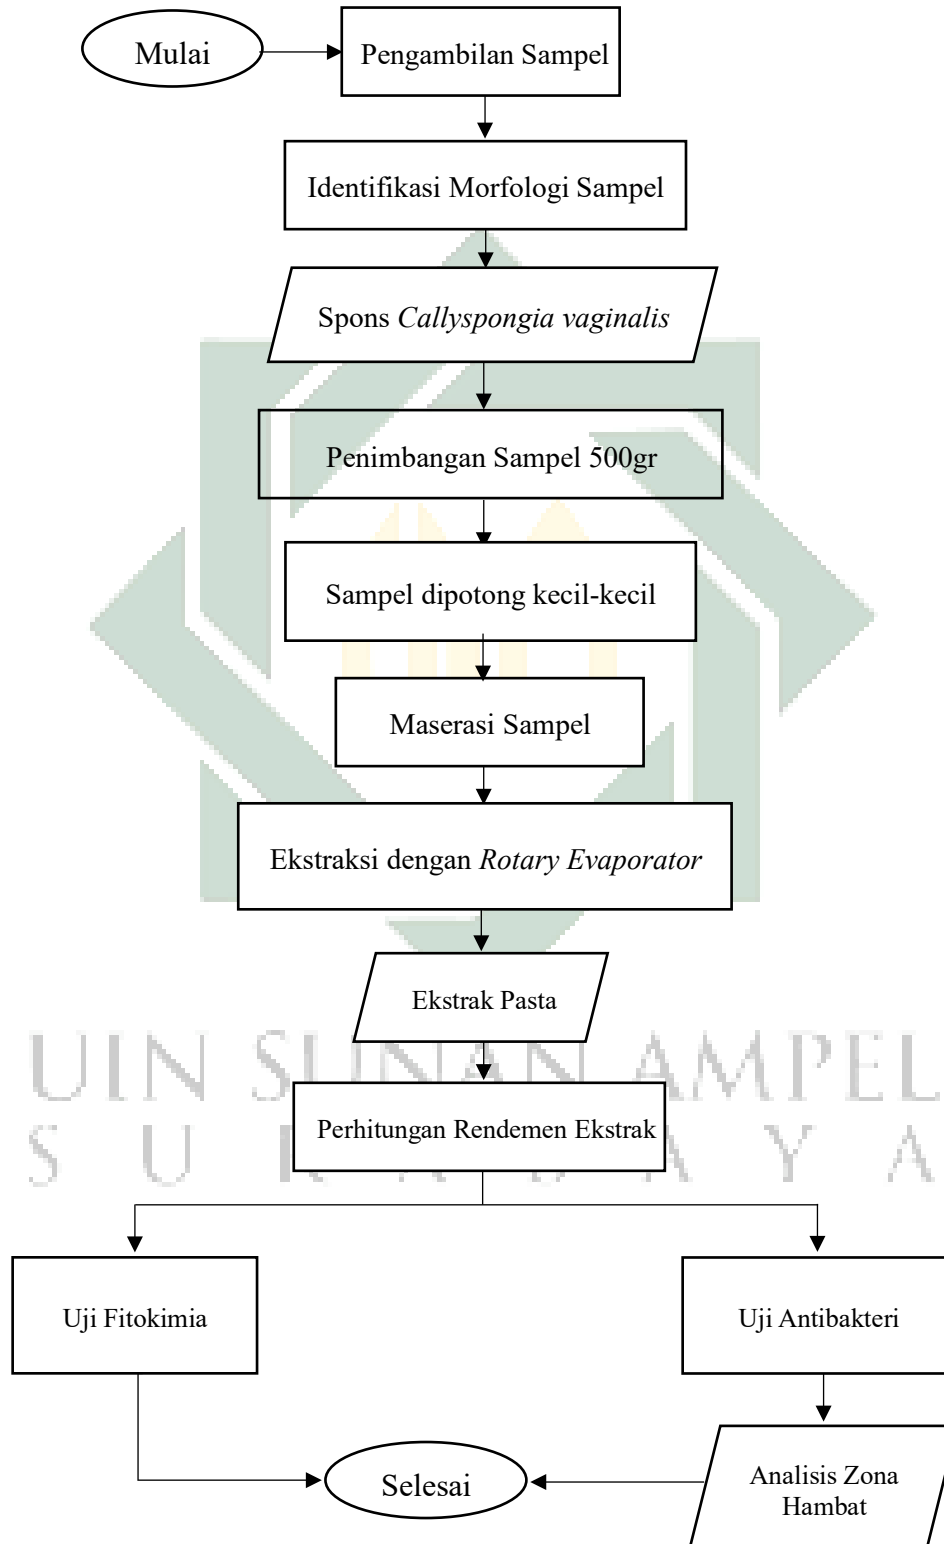 Mulai
Pengambilan Sampel
Identifikasi Morfologi Sampel
Spons Callyspongia vaginalis
Penimbangan Sampel 500gr
Sampel dipotong kecil-kecil
Maserasi Sampel
Ekstraksi dengan Rotary Evaporator
Ekstrak Pasta
UIN SUNAN AMPEL
Perhitungan Rendemen Ekstrak
S U R A B A Y A
Uji Fitokimia
Uji Antibakteri
Analisis Zona
Hambat
Selesai